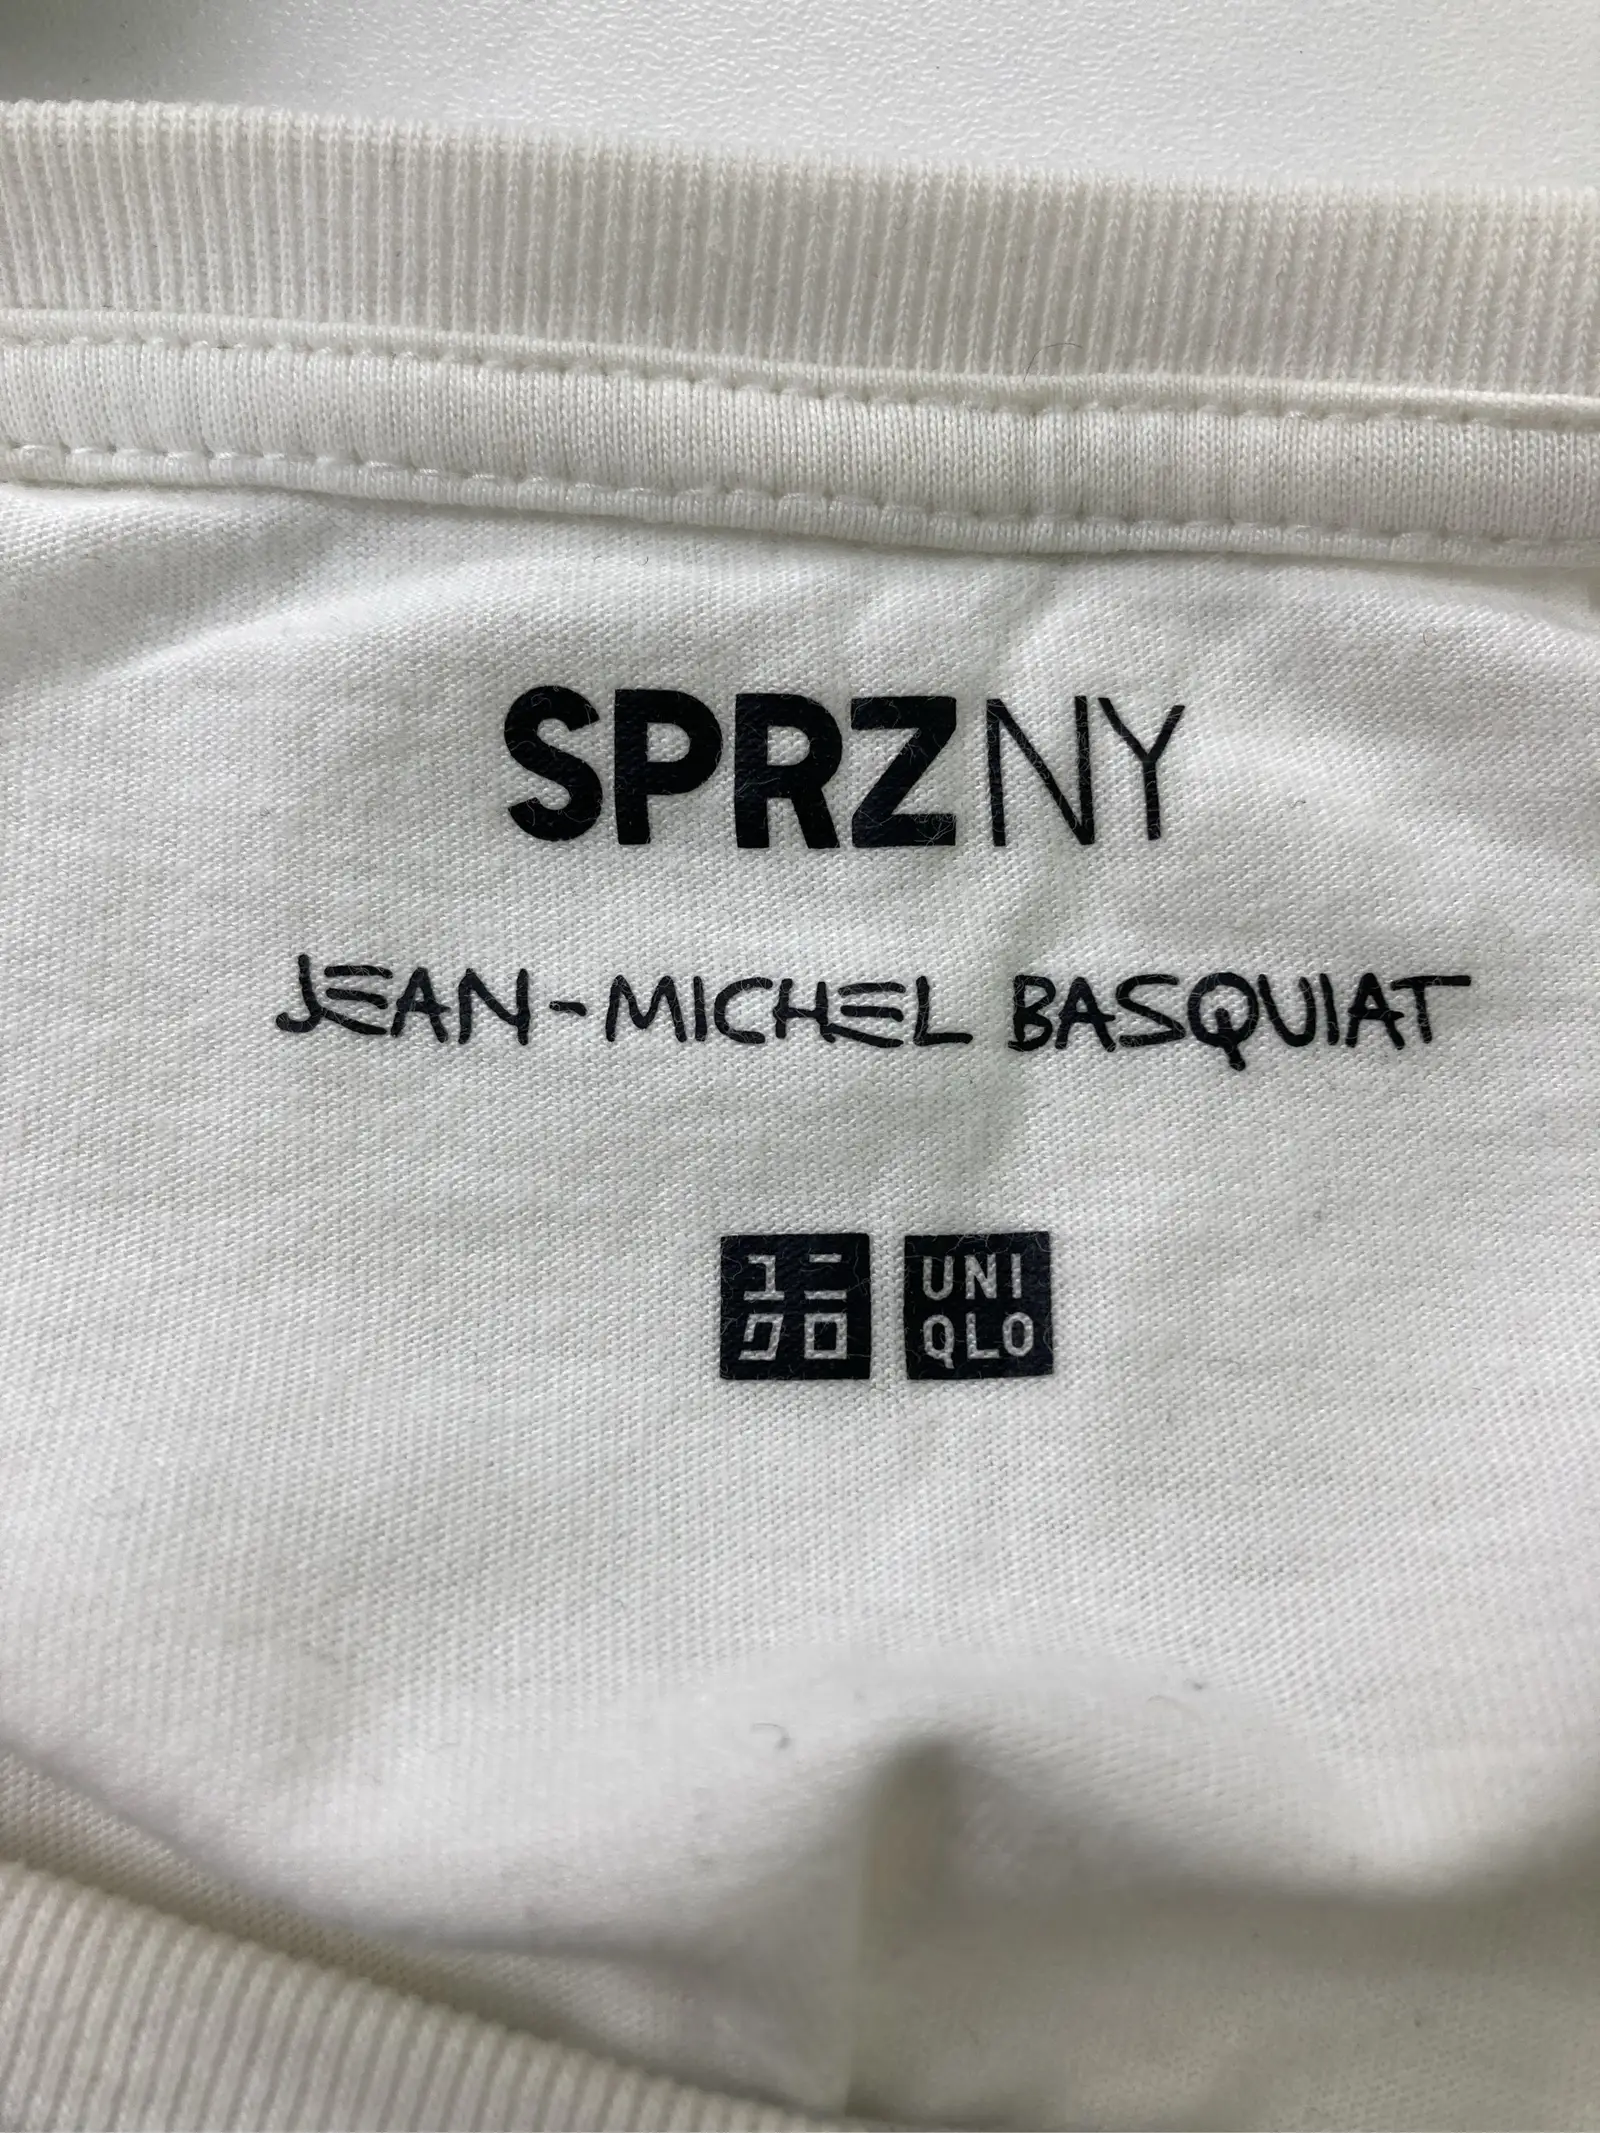 SPRZNY
JEAN-MICHEL BASQUIAT
ユニ UNI
クロ QLO